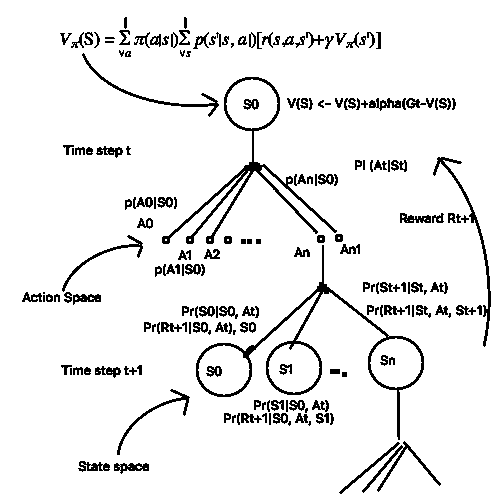 Vπ(S) = Σ π(a|s|) Σ p(s'|s, a|)[r(s,a,s')+γVπ(s')]
∀a ∀s
S0
V(S) <- V(S)+alpha(Gt-V(S))
Time step t
PI (At|St)
p(An|S0)
p(A0|S0)
Reward Rt+1
A0
A1
A2
...
An
An1
p(A1|S0)
Action Space
Pr(St+1|St, At)
Pr(S0|S0, At)
Pr(Rt+1|St, At, St+1)
Pr(Rt+1|S0, At), S0
Time step t+1
S0
S1
Sn
Pr(S1|S0, At)
Pr(Rt+1|S0, At, S1)
State space